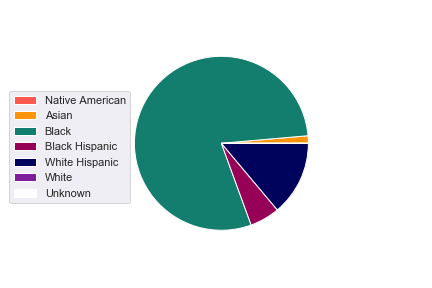 Native American
Asian
Black
Black Hispanic
White Hispanic
White
Unknown